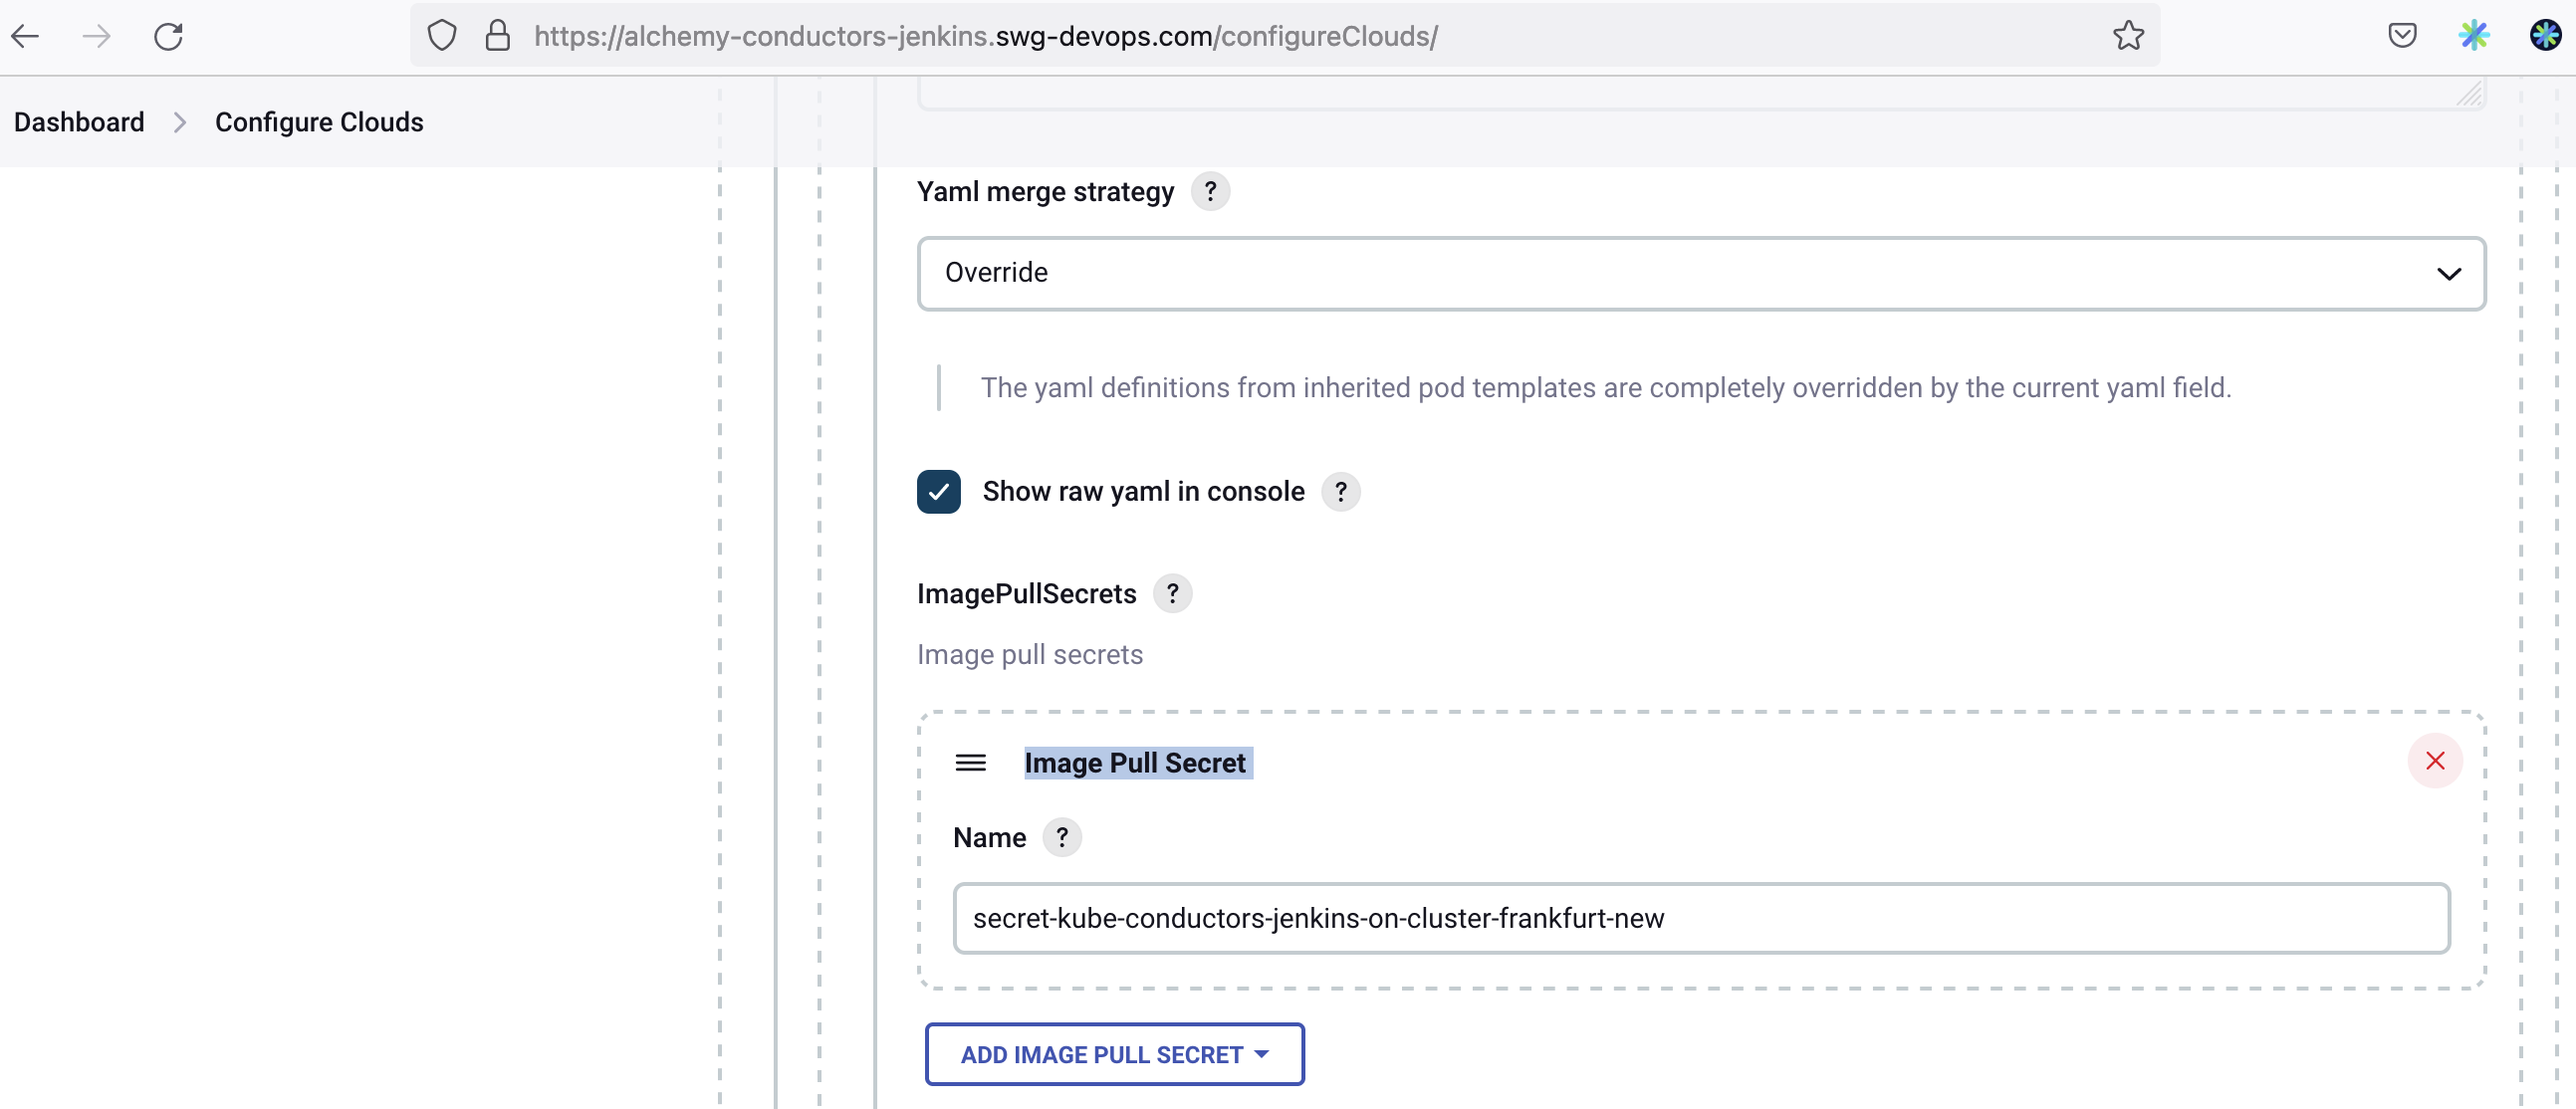 https://alchemy-conductors-jenkins.swg-devops.com/configureClouds/
Dashboard > Configure Clouds
Yaml merge strategy ?
Override
The yaml definitions from inherited pod templates are completely overridden by the current yaml field.
Show raw yaml in console ?
ImagePullSecrets ?
Image pull secrets
Image Pull Secret
Name ?
secret-kube-conductors-jenkins-on-cluster-frankfurt-new
ADD IMAGE PULL SECRET